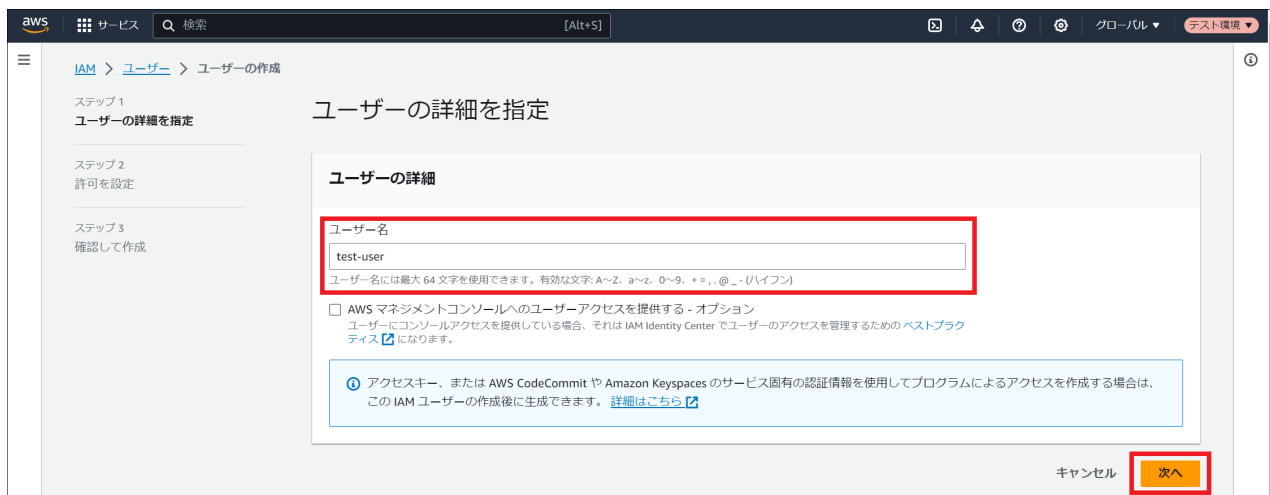 aws
サービス
検索
[Alt+S]
グローバル ▼
テスト環境 ▼
IAM > ユーザー > ユーザーの作成
ステップ 1
ユーザーの詳細を指定
ステップ 2
許可を設定
ステップ 3
確認して作成
ユーザーの詳細を指定
ユーザーの詳細
ユーザー名
test-user
ユーザー名には最大 64 文字を使用できます。有効な文字: A～Z、a～z、0～9、+ = , . @ _ - (ハイフン)
AWS マネジメントコンソールへのユーザーアクセスを提供する - オプション
ユーザーにコンソールアクセスを提供している場合、それは IAM Identity Center でユーザーのアクセスを管理するための ベストプラク
ティス になります。
アクセスキー、または AWS CodeCommit や Amazon Keyspaces のサービス固有の認証情報を使用してプログラムによるアクセスを作成する場合は、
この IAM ユーザーの作成後に生成できます。 詳細はこちら
キャンセル
次へ